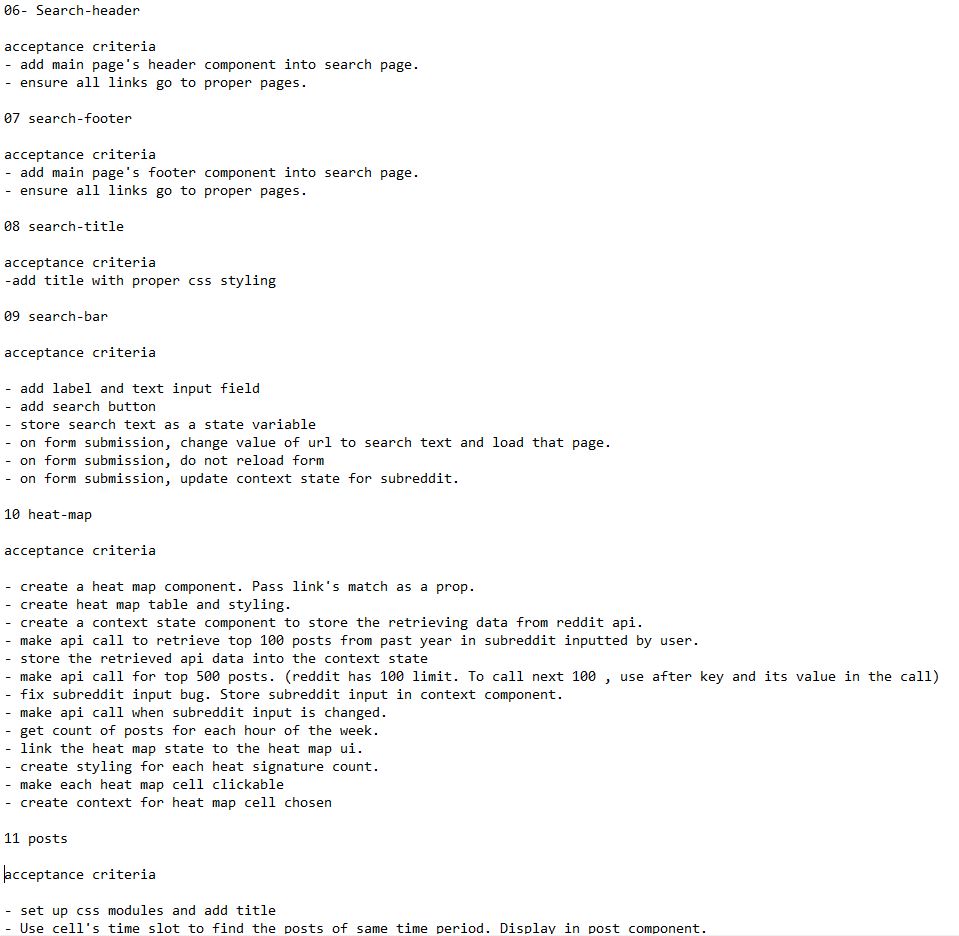 06- Search-header
acceptance criteria
- add main page's header component into search page.
- ensure all links go to proper pages.
07 search-footer
acceptance criteria
- add main page's footer component into search page.
- ensure all links go to proper pages.
08 search-title
acceptance criteria
-add title with proper css styling
09 search-bar
acceptance criteria
- add label and text input field
- add search button
- store search text as a state variable
- on form submission, change value of url to search text and load that page.
- on form submission, do not reload form
- on form submission, update context state for subreddit.
10 heat-map
acceptance criteria
- create a heat map component. Pass link's match as a prop.
- create heat map table and styling.
- create a context state component to store the retrieving data from reddit api.
- make api call to retrieve top 100 posts from past year in subreddit inputted by user.
- store the retrieved api data into the context state
- make api call for top 500 posts. (reddit has 100 limit. To call next 100 , use after key and its value in the call)
- fix subreddit input bug. Store subreddit input in context component.
- make api call when subreddit input is changed.
- get count of posts for each hour of the week.
- link the heat map state to the heat map ui.
- create styling for each heat signature count.
- make each heat map cell clickable
- create context for heat map cell chosen
11 posts
acceptance criteria
- set up css modules and add title
- Use cell's time slot to find the posts of same time period. Display in post component.